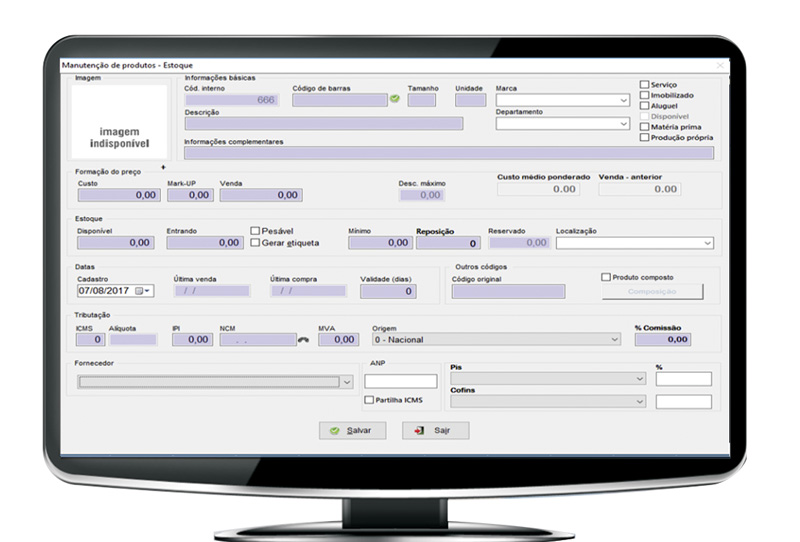 Manutenção de produtos - Estoque
Imagem
imagem
indisponível
Informações básicas
Cód. interno Código de barras Tamanho Unidade Marca
666
Descrição Departamento
Informações complementares
Serviço
Imobilizado
Aluguel
Disponível
Matéria prima
Produção própria
Formação do preço +
Custo Mark-UP Venda Desc. máximo Custo médio ponderado Venda - anterior
0,00 0,00 0,00 0,00 0.00 0.00
Estoque
Disponível Entrando Pesável Mínimo Reposição Reservado Localização
0,00 0,00 Gerar etiqueta 0,00 0 0,00
Datas
Cadastro Última venda Última compra Validade (dias)
07/08/2017 / / / / 0
Outros códigos
Código original Produto composto
Composição
Tributação
ICMS Alíquota IPI NCM MVA Origem % Comissão
0 0,00 . . 0,00 0 - Nacional 0,00
Fornecedor
ANP
Partilha ICMS
Pis %
Cofins
Salvar Sair